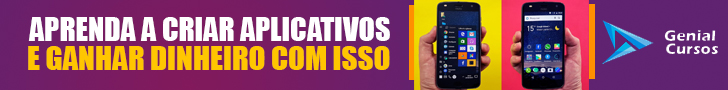 APRENDA A CRIAR APLICATIVOS
E GANHAR DINHEIRO COM ISSO
Genial
Cursos